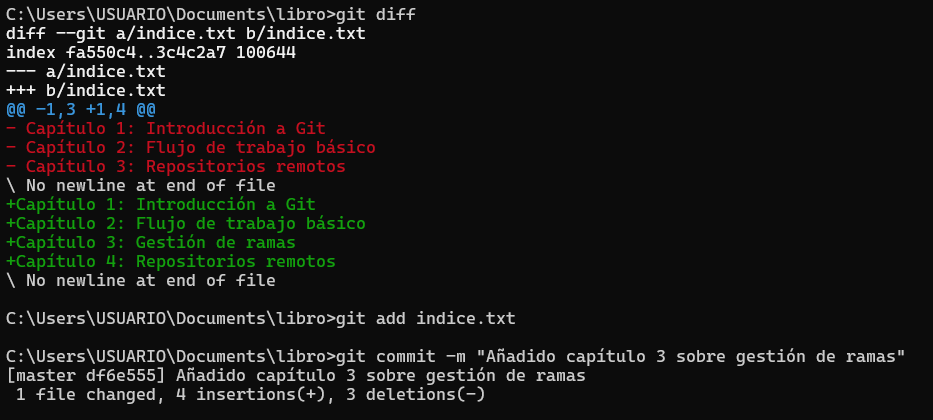 C:\Users\USUARIO\Documents\libro>git diff
diff --git a/indice.txt b/indice.txt
index fa550c4..3c4c2a7 100644
--- a/indice.txt
+++ b/indice.txt
@@ -1,3 +1,4 @@
- Capítulo 1: Introducción a Git
- Capítulo 2: Flujo de trabajo básico
- Capítulo 3: Repositorios remotos
\ No newline at end of file
+Capítulo 1: Introducción a Git
+Capítulo 2: Flujo de trabajo básico
+Capítulo 3: Gestión de ramas
+Capítulo 4: Repositorios remotos
\ No newline at end of file
C:\Users\USUARIO\Documents\libro>git add indice.txt
C:\Users\USUARIO\Documents\libro>git commit -m "Añadido capítulo 3 sobre gestión de ramas"
[master df6e555] Añadido capítulo 3 sobre gestión de ramas
 1 file changed, 4 insertions(+), 3 deletions(-)